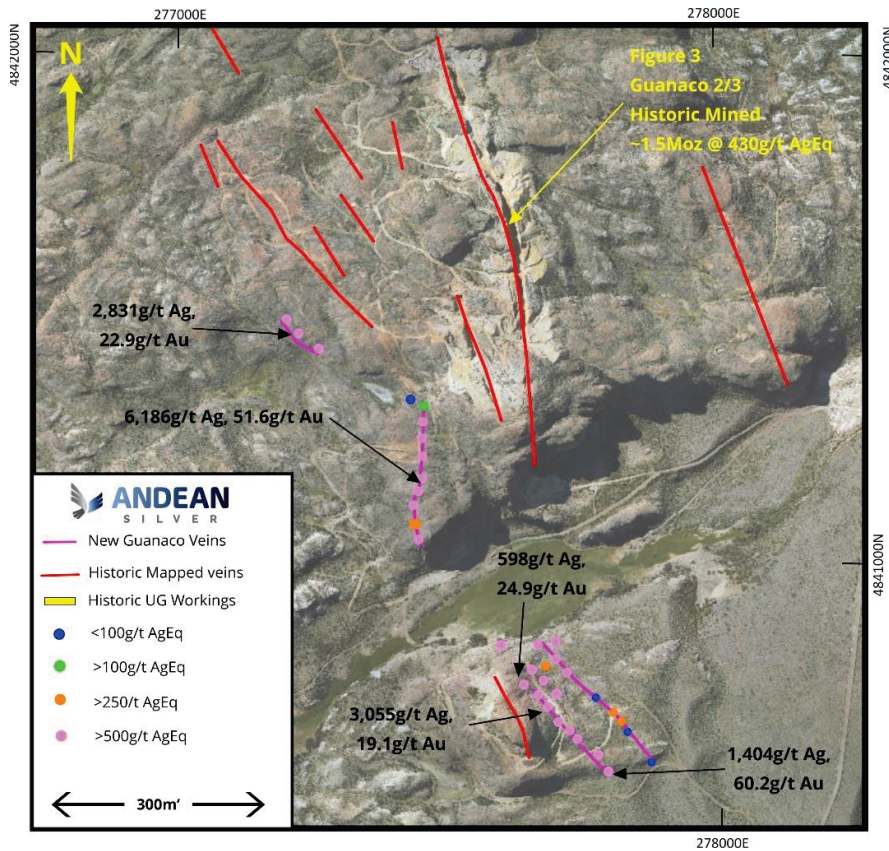 277000E
278000E
4842000N
4842000N
N
Figure 3
Guanaco 2/3
Historic Mined
~1.5Moz @ 430g/t AgEq
2,831g/t Ag,
22.9g/t Au
6,186g/t Ag, 51.6g/t Au
ANDEAN
SILVER
New Guanaco Veins
Historic Mapped veins
Historic UG Workings
<100g/t AgEq
>100g/t AgEq
>250/t AgEq
>500g/t AgEq
300m'
598g/t Ag,
24.9g/t Au
4841000N
3,055g/t Ag,
19.1g/t Au
1,404g/t Ag,
60.2g/t Au
278000E